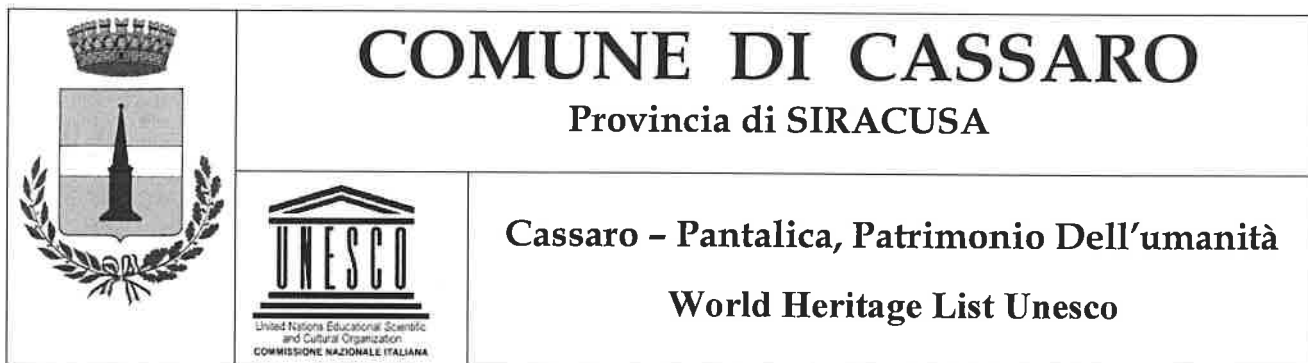 COMUNE DI CASSARO
Provincia di SIRACUSA
UNESCO
United Nations Educational Scientific
and Cultural Organization
COMMISSIONE NAZIONALE ITALIANA
Cassaro – Pantalica, Patrimonio Dell'umanità
World Heritage List Unesco